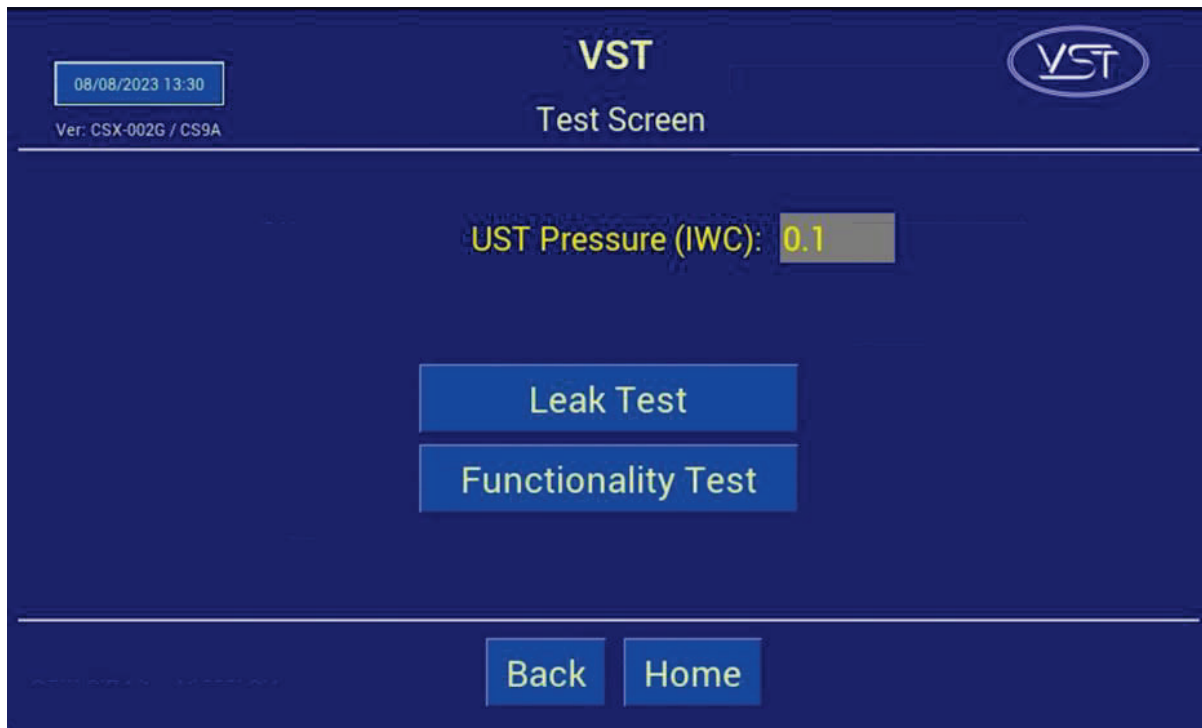 VST
08/08/2023 13:30
VST
Ver: CSX-002G / CS9A
Test Screen
UST Pressure (IWC): 0.1
Leak Test
Functionality Test
Back Home